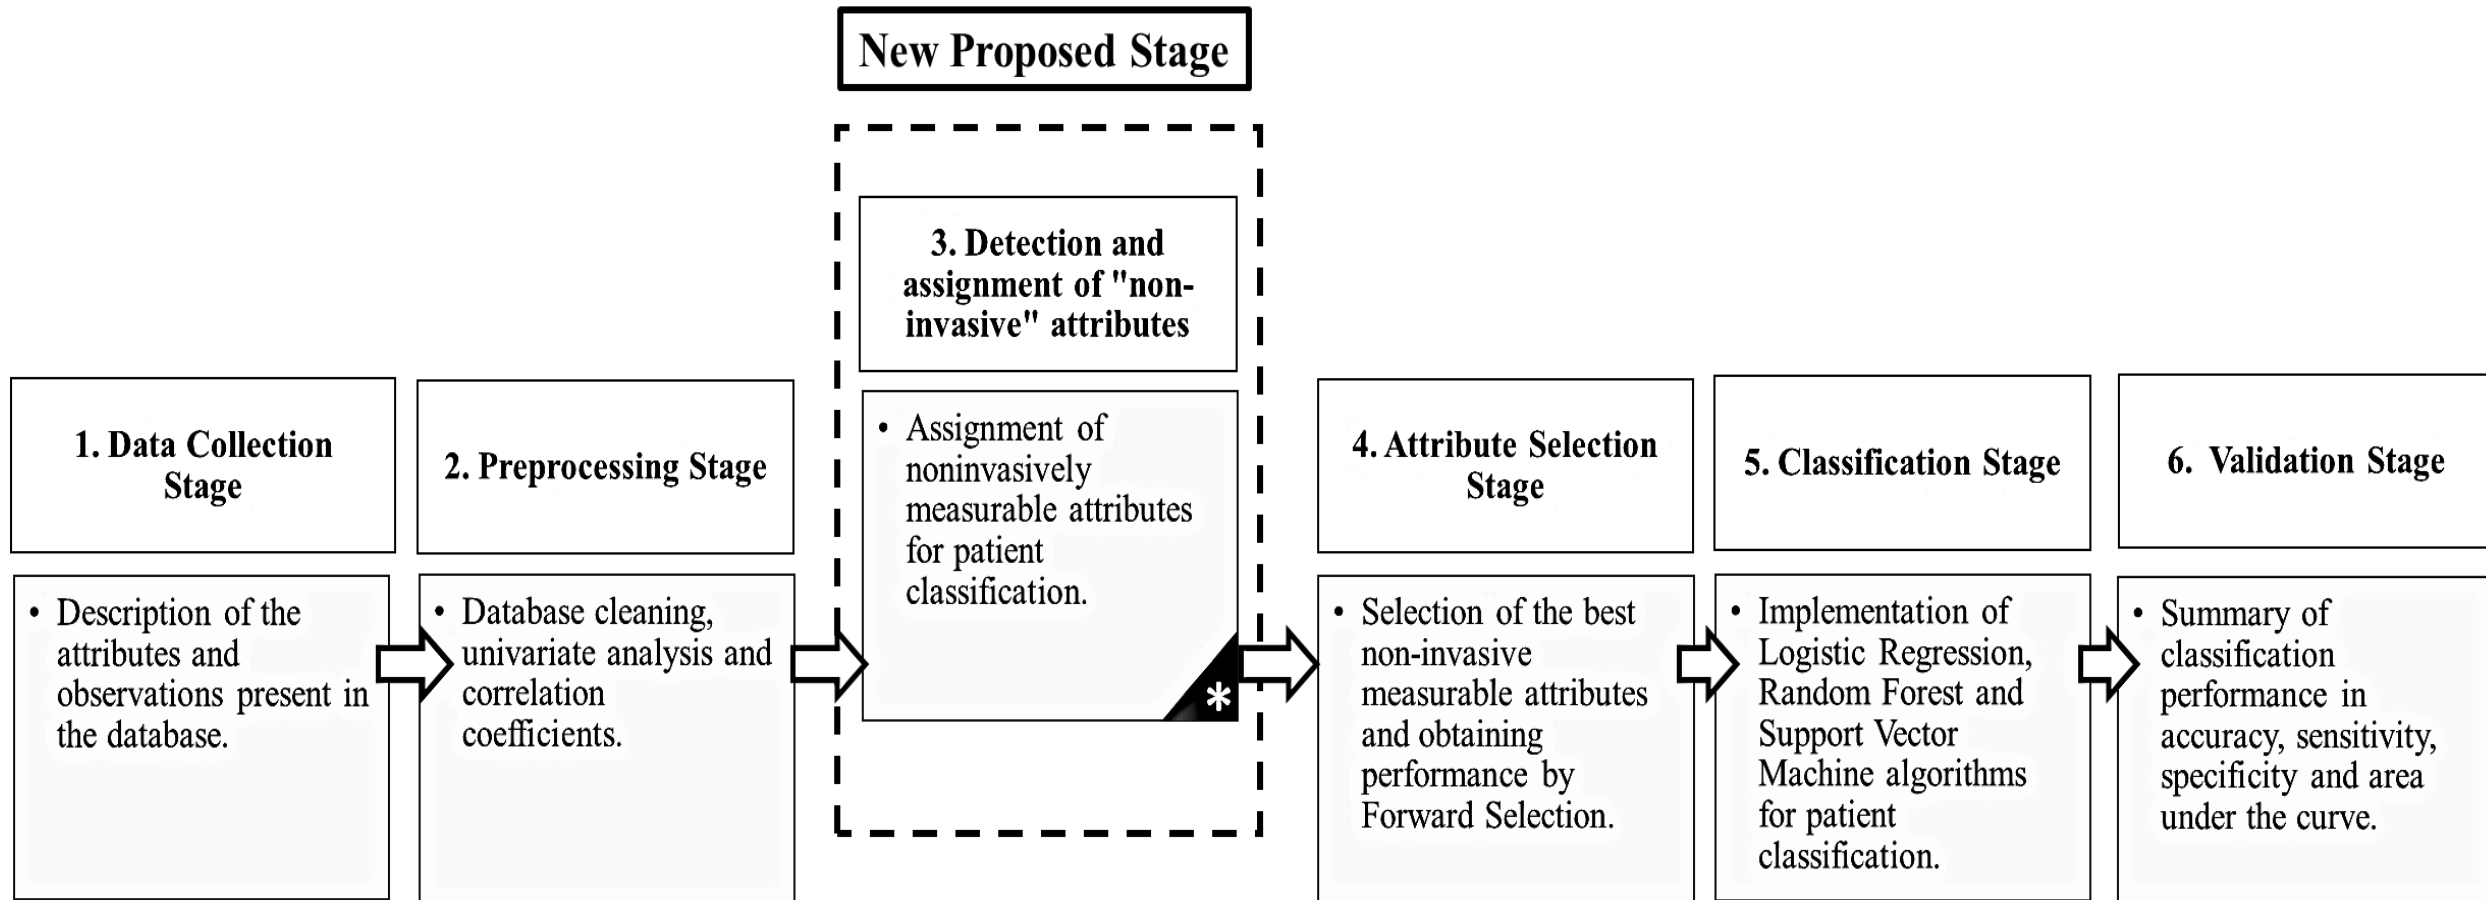 New Proposed Stage
1. Data Collection
Stage
• Description of the
attributes and
observations present in
the database.
2. Preprocessing Stage
• Database cleaning,
univariate analysis and
correlation
coefficients.
3. Detection and
assignment of "non-
invasive" attributes
• Assignment of
noninvasively
measurable attributes
for patient
classification.
*
4. Attribute Selection
Stage
• Selection of the best
non-invasive
measurable attributes
and obtaining
performance by
Forward Selection.
5. Classification Stage
• Implementation of
Logistic Regression,
Random Forest and
Support Vector
Machine algorithms
for patient
classification.
6. Validation Stage
• Summary of
classification
performance in
accuracy, sensitivity,
specificity and area
under the curve.